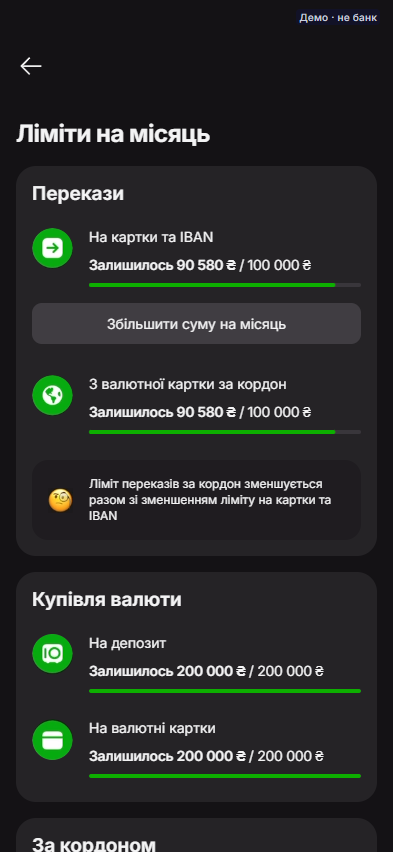 Демо · не банк
Ліміти на місяць
Перекази
На картки та IBAN
Залишилось 90 580 ₴ / 100 000 ₴
Збільшити суму на місяць
З валютної картки за кордон
Залишилось 90 580 ₴ / 100 000 ₴
Ліміт переказів за кордон зменшується
разом зі зменшенням ліміту на картки та
IBAN
Купівля валюти
На депозит
Залишилось 200 000 ₴ / 200 000 ₴
На валютні картки
Залишилось 200 000 ₴ / 200 000 ₴
За кордоном